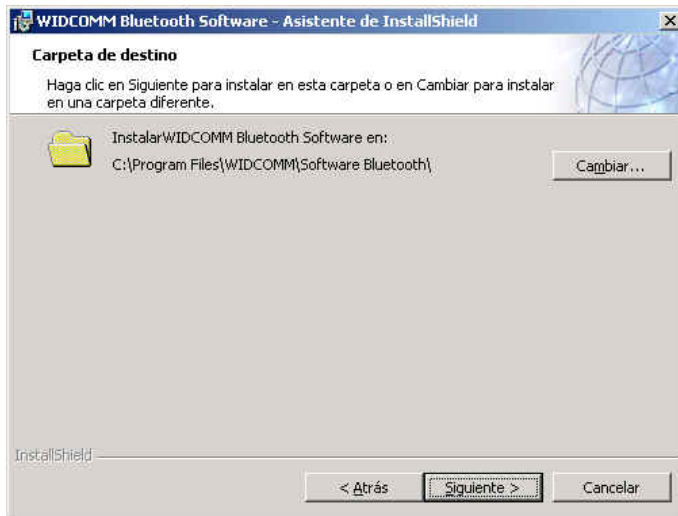 WIDCOMM Bluetooth Software - Asistente de InstallShield
Carpeta de destino
Haga clic en Siguiente para instalar en esta carpeta o en Cambiar para instalar
en una carpeta diferente.
InstalarWIDCOMM Bluetooth Software en:
C:\Program Files\WIDCOMM\Software Bluetooth\
Cambiar...
InstallShield
< Atrás
Siguiente >
Cancelar